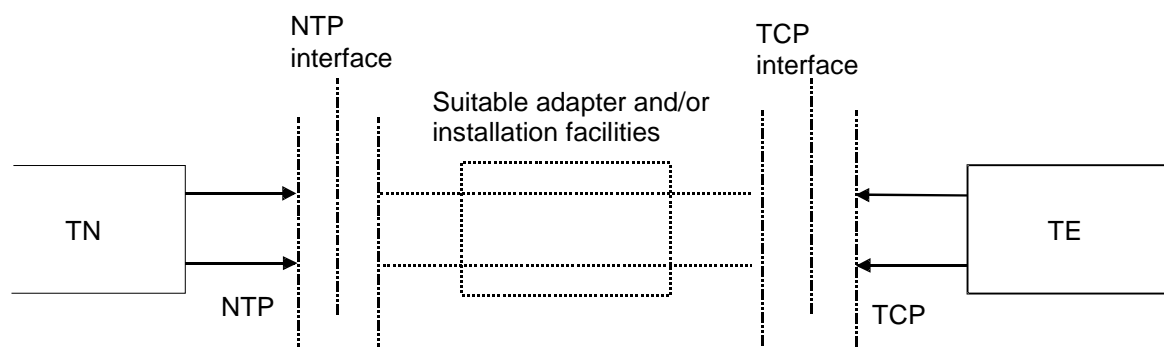 NTP
interface
TCP
interface
Suitable adapter and/or
installation facilities
TN
TE
NTP
TCP